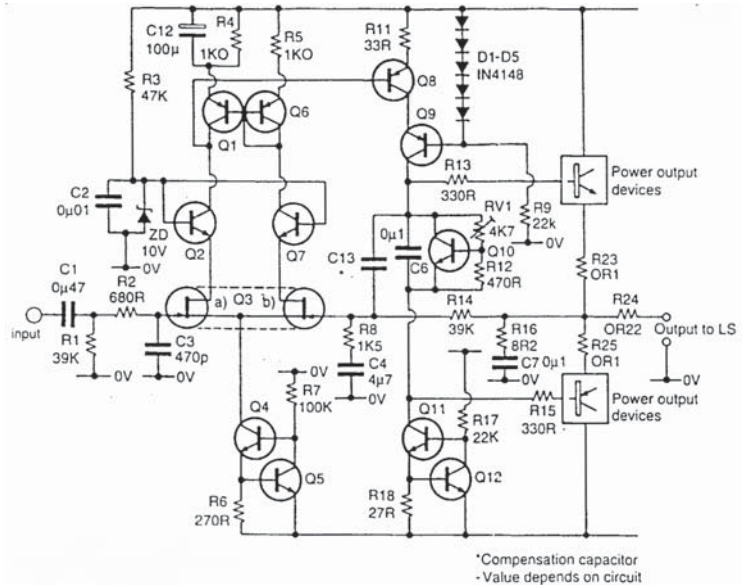 C12
100µ
R4
1KO
R5
1KO
R11
33R
D1-D5
IN4148
R3
47K
Q8
Q6
Q1
Q9
R13
330R
Power output
devices
C2
0µ01
ZD
10V
0V
Q2
Q7
0µ1
C6
C13
RV1
4K7
Q10
R12
470R
R9
22k
0V
R23
OR1
C1
0µ47
R2
680R
a) Q3 b)
R14
39K
R24
OR22
input
R1
39K
0V
C3
470p
0V
R8
1K5
C4
4µ7
0V
R16
8R2
C7 0µ1
0V
R25
OR1
Output to LS
0V
0V
R7
100K
Q4
Q5
R6
270R
Q11
R17
22K
Q12
R18
27R
R15
330R
Power output
devices
*Compensation capacitor
- Value depends on circuit